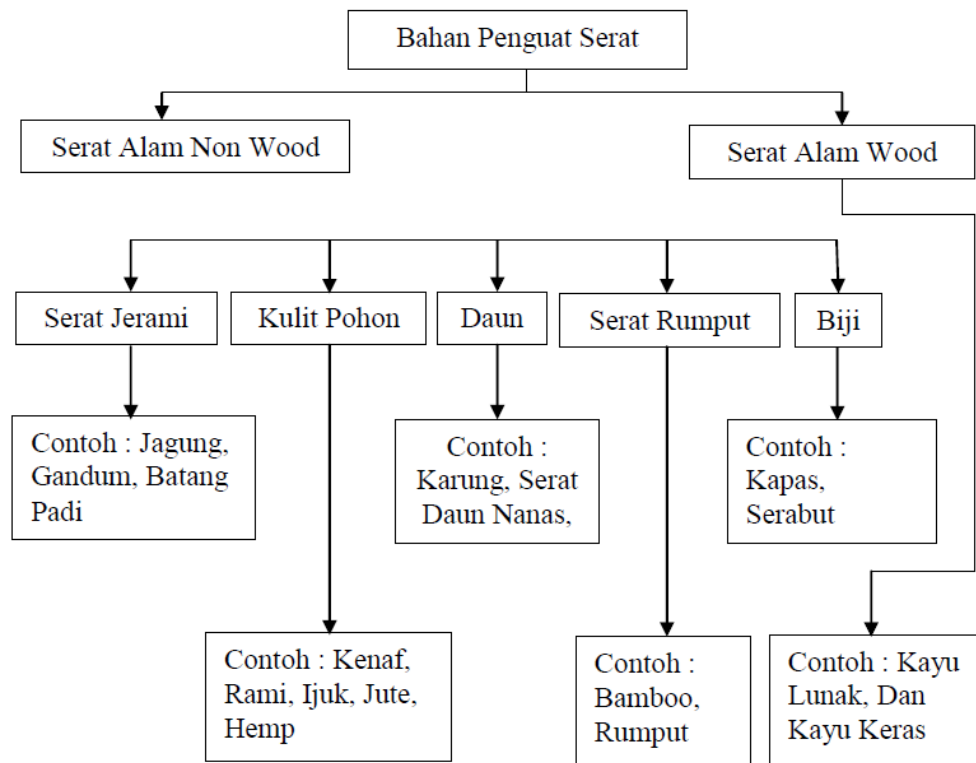 Bahan Penguat Serat
Serat Alam Non Wood
Serat Alam Wood
Serat Jerami
Kulit Pohon
Daun
Serat Rumput
Biji
Contoh : Jagung,
Gandum, Batang
Padi
Contoh :
Karung, Serat
Daun Nanas,
Contoh :
Kapas,
Serabut
Contoh : Kenaf,
Rami, Ijuk, Jute,
Hemp
Contoh :
Bamboo,
Rumput
Contoh : Kayu
Lunak, Dan
Kayu Keras